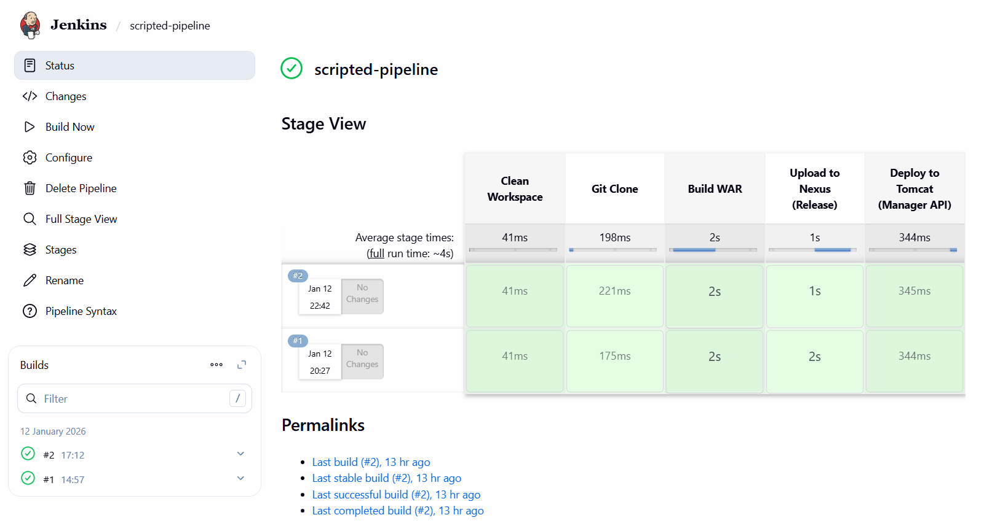 Jenkins / scripted-pipeline
Status
Changes
Build Now
Configure
Delete Pipeline
Full Stage View
Stages
Rename
Pipeline Syntax
Builds
Filter /
12 January 2026
#2 17:12
#1 14:57
scripted-pipeline
Stage View
Clean
Workspace
Git Clone
Build WAR
Upload to
Nexus
(Release)
Deploy to
Tomcat
(Manager API)
Average stage times:
(full run time: ~4s)
41ms
198ms
2s
1s
344ms
#2
Jan 12
22:42
No
Changes
41ms
221ms
2s
1s
345ms
#1
Jan 12
20:27
No
Changes
41ms
175ms
2s
2s
344ms
Permalinks
Last build (#2), 13 hr ago
Last stable build (#2), 13 hr ago
Last successful build (#2), 13 hr ago
Last completed build (#2), 13 hr ago